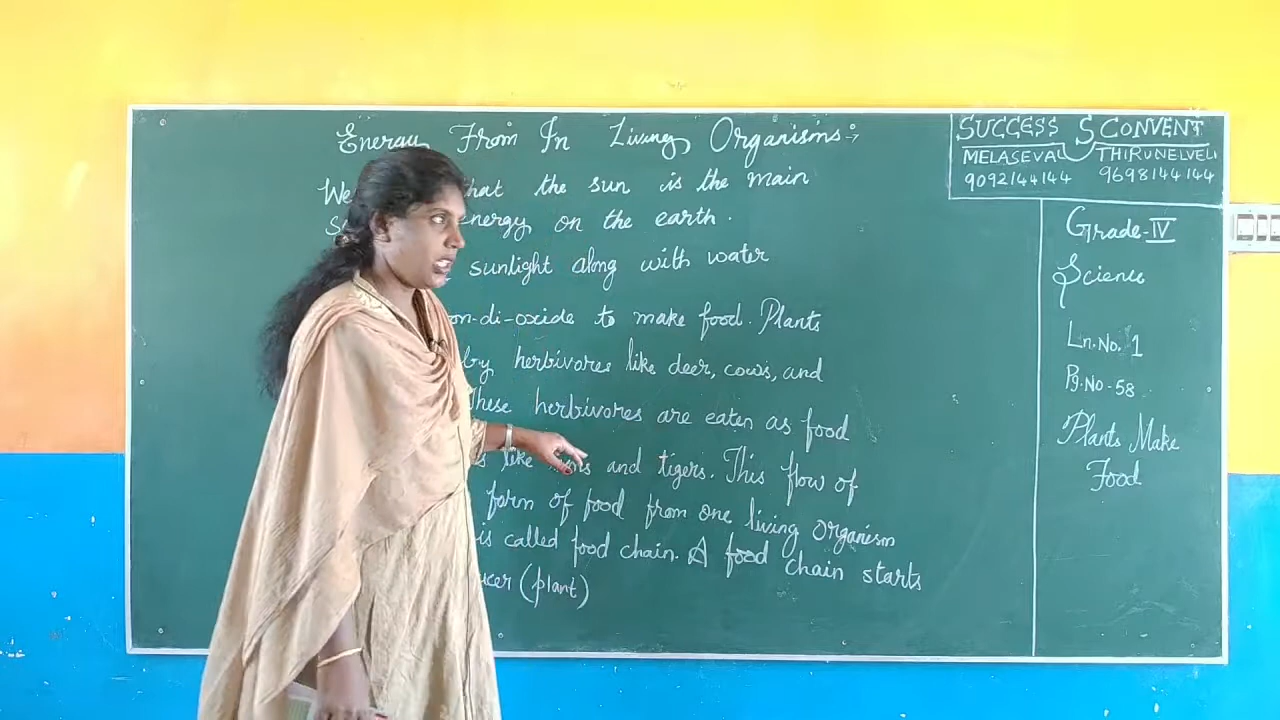 Energy From In Living Organisms:→
We that the sun is the main
energy on the earth.
sunlight along with water
on-di-oxide to make food. Plants
by herbivores like deer, cows, and
These herbivores are eaten as food
like and tigers. This flow of
form of food from one living organism
is called food chain. A food chain starts
ucer (plant)
SUCCESS S CONVENT
MELASEVAL THIRUNELVELI
9092144144 9698144144
Grade-IV
Science
Ln.No. 1
Pg.No-58
Plants Make
Food